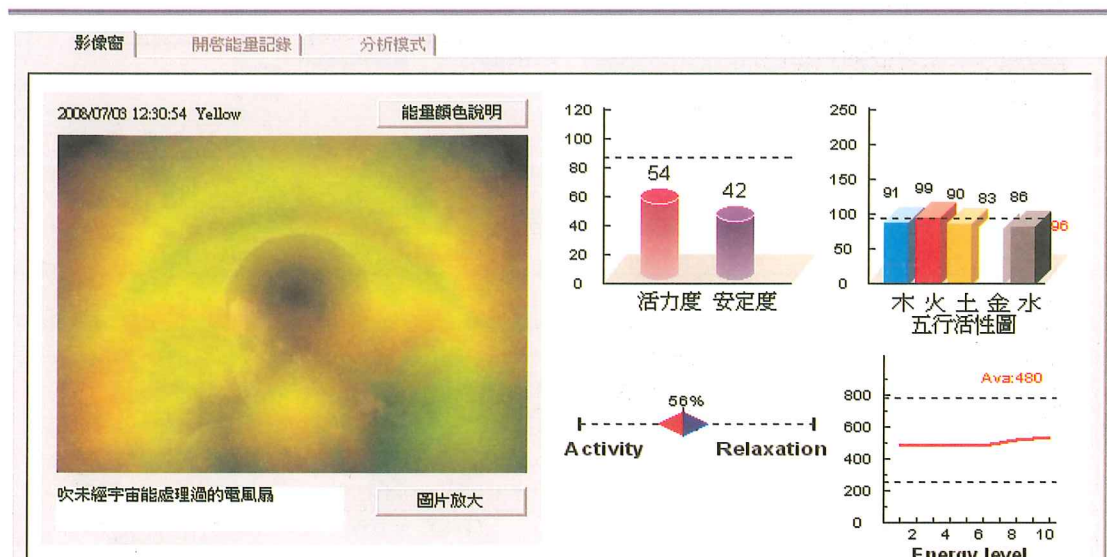 影像窗
開啓能量記錄
分析模式
2008/07/03 12:30:54 Yellow
能量顏色說明
吹未經宇宙能處理過的電風扇
圖片放大
120
100
80
60
40
20
0
54
42
活力度 安定度
250
200
150
100
50
0
91 99 90 83 86
96
木 火 土 金 水
五行活性圖
56%
Activity Relaxation
Ava:480
800
600
400
200
0
2 4 6 8 10
Energy level